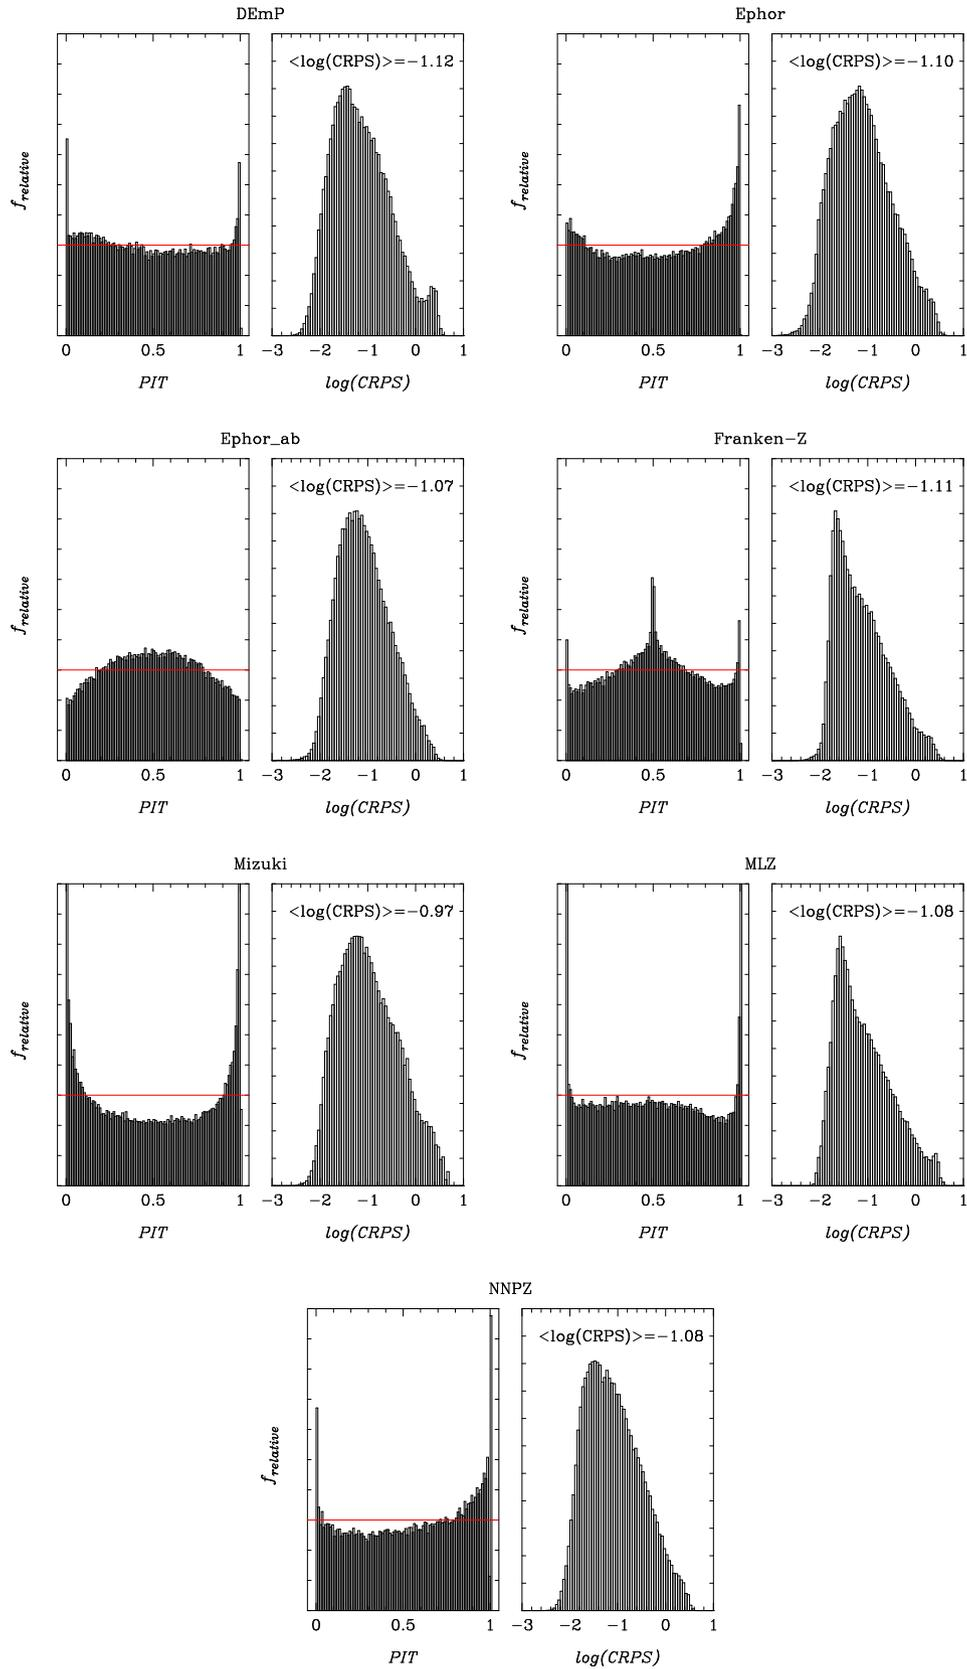 DEmP
Ephor
<log(CRPS)>=−1.12
<log(CRPS)>=−1.10
f_relative
f_relative
0 0.5 1
−3 −2 −1 0 1
0 0.5 1
−3 −2 −1 0 1
PIT
log(CRPS)
PIT
log(CRPS)
Ephor_ab
Franken−Z
<log(CRPS)>=−1.07
<log(CRPS)>=−1.11
f_relative
f_relative
0 0.5 1
−3 −2 −1 0 1
0 0.5 1
−3 −2 −1 0 1
PIT
log(CRPS)
PIT
log(CRPS)
Mizuki
MLZ
<log(CRPS)>=−0.97
<log(CRPS)>=−1.08
f_relative
f_relative
0 0.5 1
−3 −2 −1 0 1
0 0.5 1
−3 −2 −1 0 1
PIT
log(CRPS)
PIT
log(CRPS)
NNPZ
<log(CRPS)>=−1.08
f_relative
0 0.5 1
−3 −2 −1 0 1
PIT
log(CRPS)